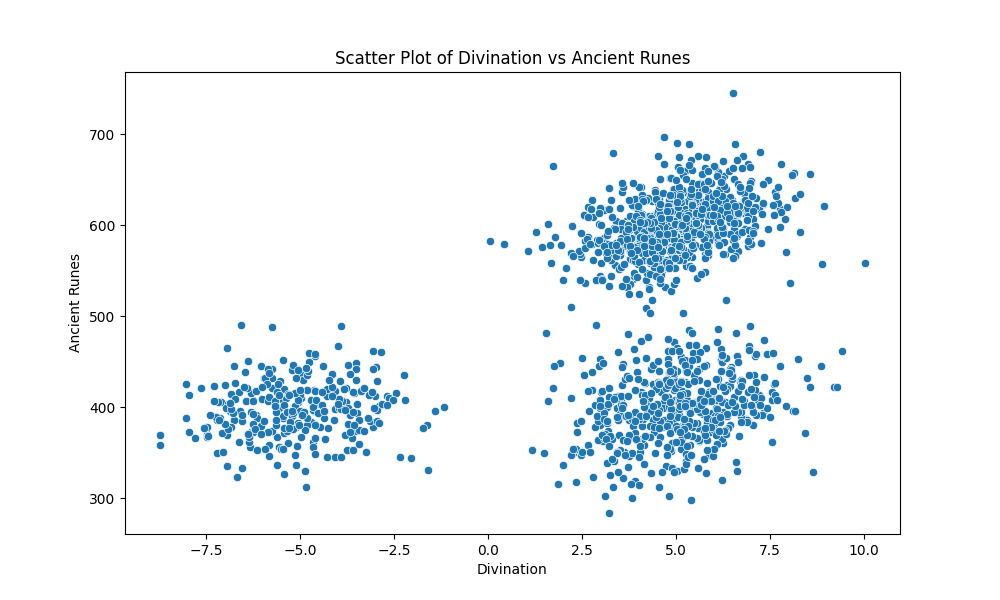 Scatter Plot of Divination vs Ancient Runes
Ancient Runes
700
600
500
400
300
−7.5 −5.0 −2.5 0.0 2.5 5.0 7.5 10.0
Divination